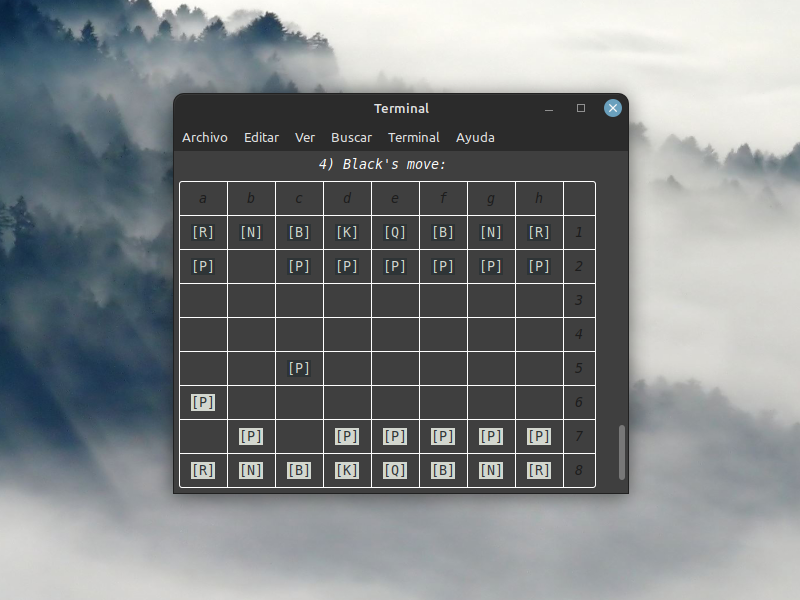 Terminal
Archivo Editar Ver Buscar Terminal Ayuda
4) Black's move:
a b c d e f g h
[R] [N] [B] [K] [Q] [B] [N] [R] 1
[P] [P] [P] [P] [P] [P] [P] 2
3
4
[P] 5
[P] 6
[P] [P] [P] [P] [P] [P] 7
[R] [N] [B] [K] [Q] [B] [N] [R] 8